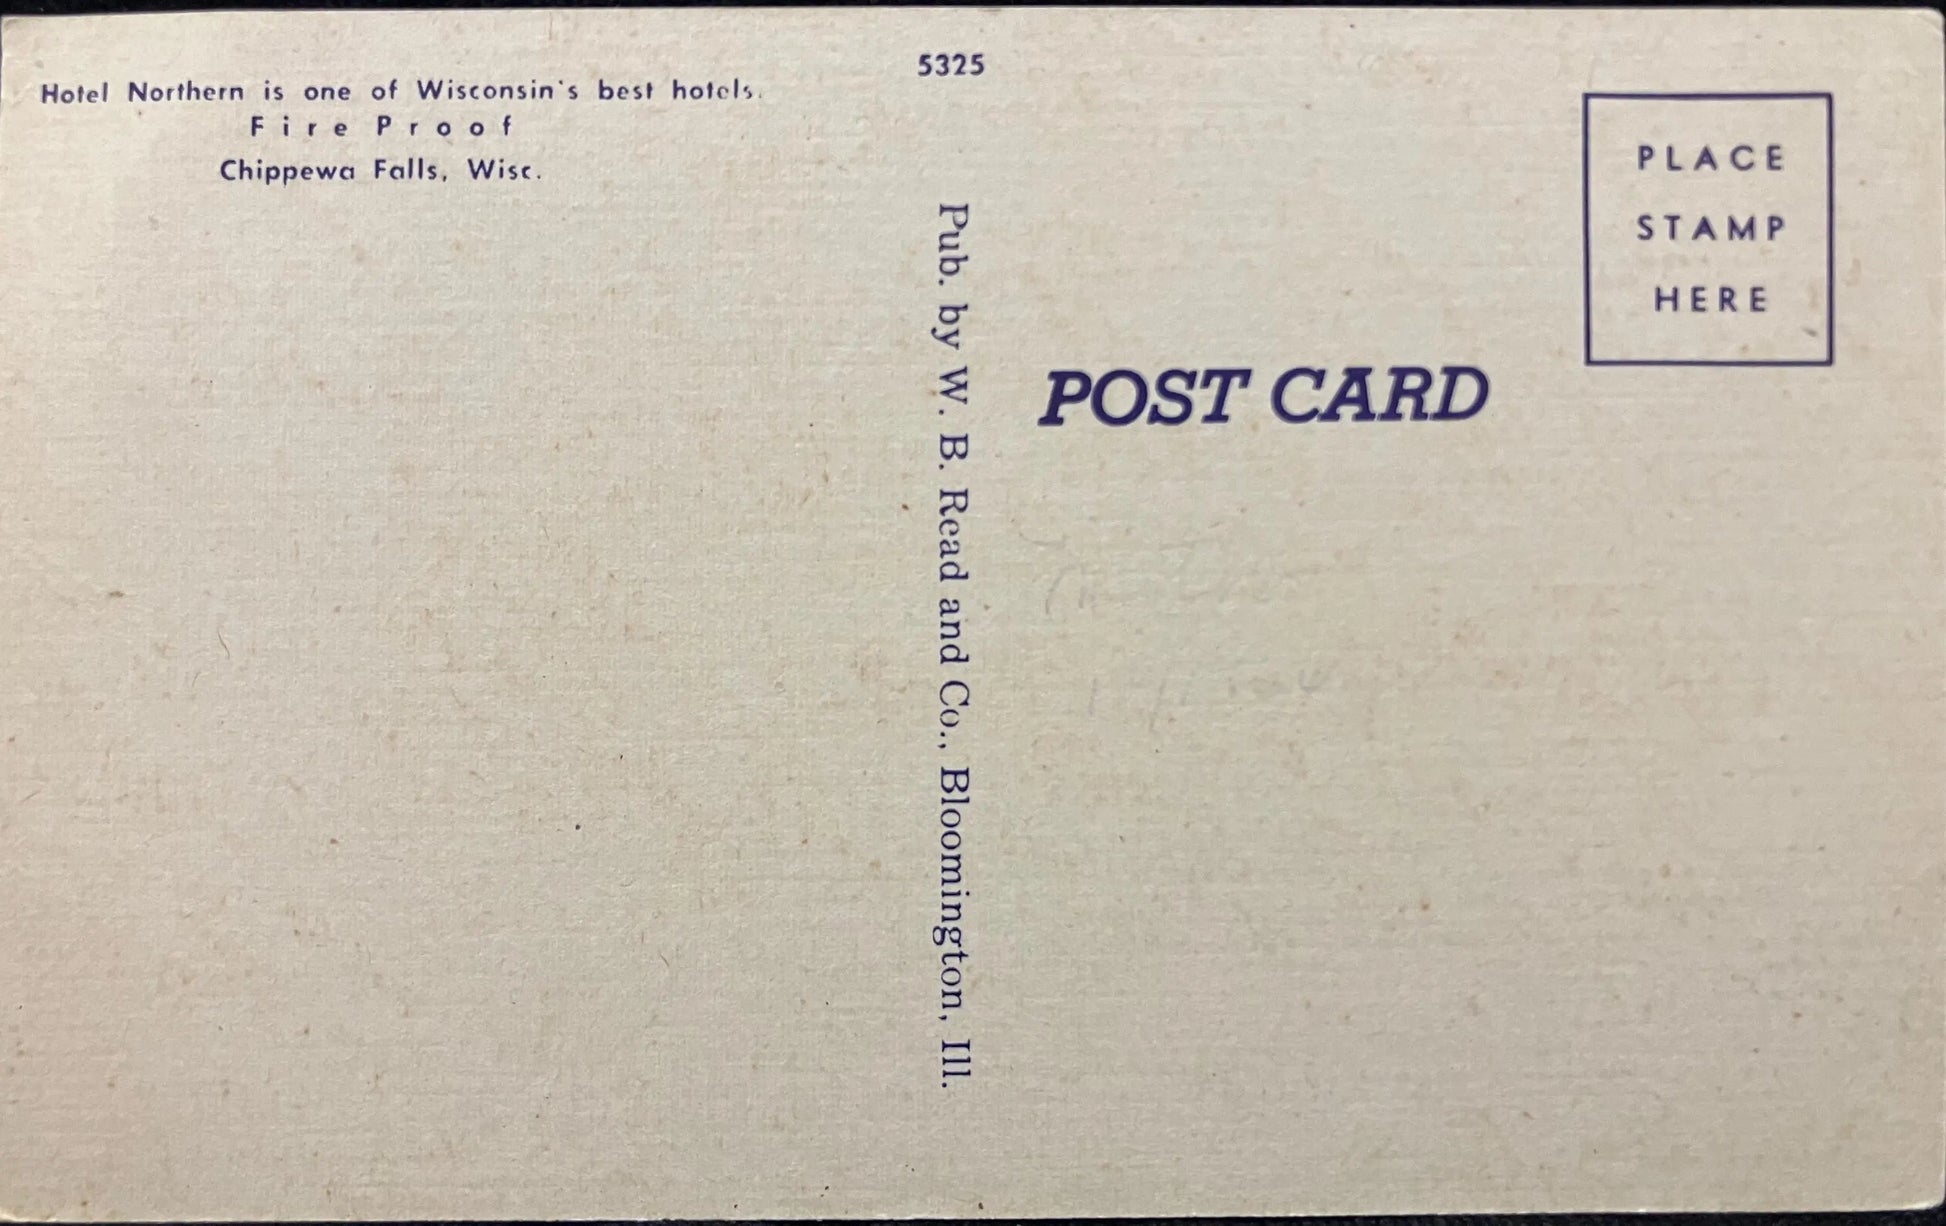 5325
Hotel Northern is one of Wisconsin's best hotels.
Fire Proof
Chippewa Falls, Wisc.
Pub. by W. B. Read and Co., Bloomington, Ill.
POST CARD
PLACE
STAMP
HERE